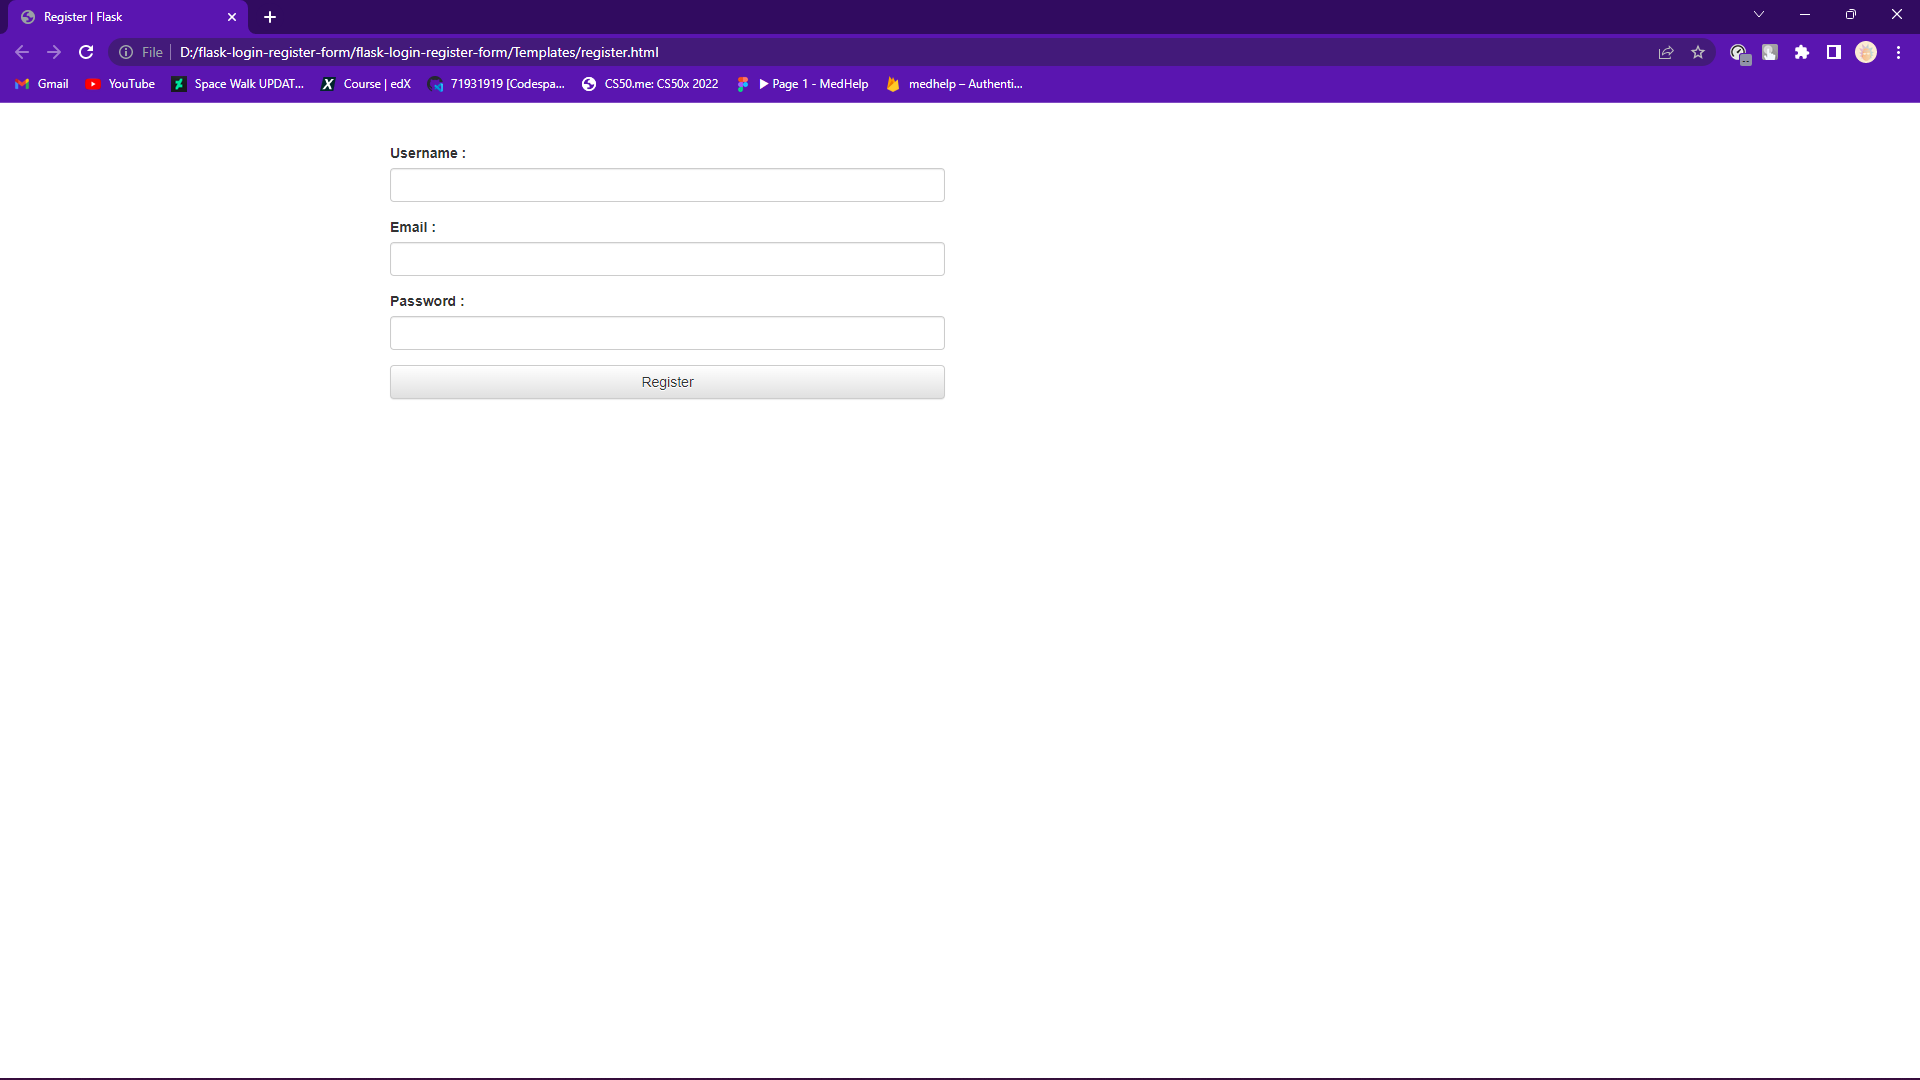 Register | Flask
File D:/flask-login-register-form/flask-login-register-form/Templates/register.html
Gmail YouTube Space Walk UPDAT... Course | edX 71931919 [Codespa... CS50.me: CS50x 2022 ▶ Page 1 - MedHelp medhelp – Authenti...
Username :
Email :
Password :
Register